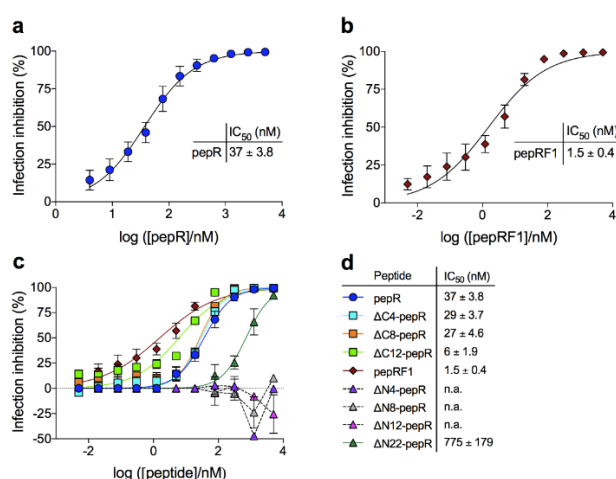 a
Infection inhibition (%)
100
75
50
25
0
0
1
2
3
4
log ([pepR]/nM)
IC50 (nM)
pepR 37 ± 3.8
b
Infection inhibition (%)
100
75
50
25
0
-2
0
2
4
log ([pepRF1]/nM)
IC50 (nM)
pepRF1 1.5 ± 0.4
c
Infection inhibition (%)
100
75
50
25
0
-25
-50
-3
-2
-1
0
1
2
3
4
log ([peptide]/nM)
d
Peptide IC50 (nM)
pepR 37 ± 3.8
ΔC4-pepR 29 ± 3.7
ΔC8-pepR 27 ± 4.6
ΔC12-pepR 6 ± 1.9
pepRF1 1.5 ± 0.4
ΔN4-pepR n.a.
ΔN8-pepR n.a.
ΔN12-pepR n.a.
ΔN22-pepR 775 ± 179